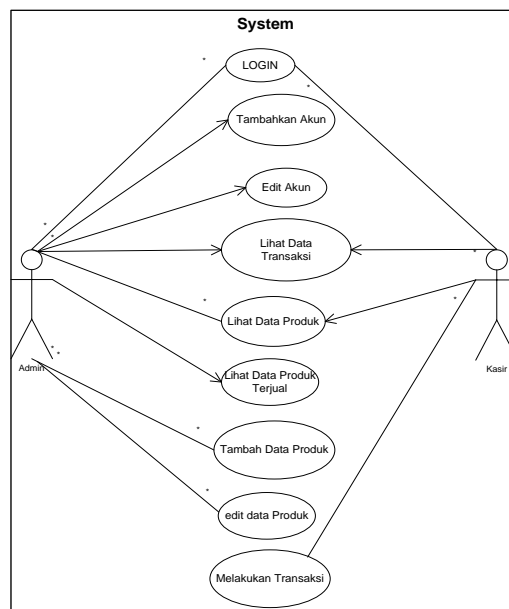 System
LOGIN
Tambahkan Akun
Edit Akun
Lihat Data
Transaksi
Lihat Data Produk
Lihat Data Produk
Terjual
Tambah Data Produk
edit data Produk
Melakukan Transaksi
Admin
Kasir
*
*
*
*
*
*
*
*
*
*
*